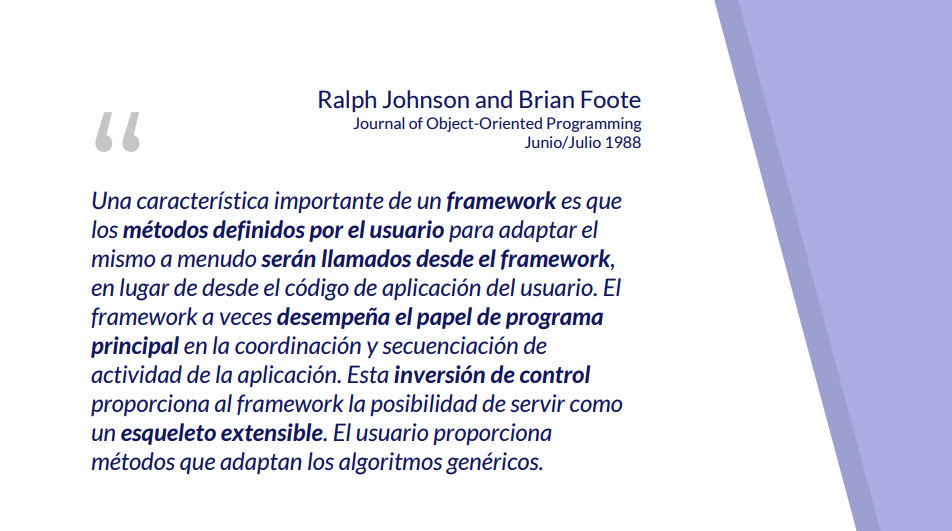 “
Ralph Johnson and Brian Foote
Journal of Object-Oriented Programming
Junio/Julio 1988
Una característica importante de un framework es que
los métodos definidos por el usuario para adaptar el
mismo a menudo serán llamados desde el framework,
en lugar de desde el código de aplicación del usuario. El
framework a veces desempeña el papel de programa
principal en la coordinación y secuenciación de
actividad de la aplicación. Esta inversión de control
proporciona al framework la posibilidad de servir como
un esqueleto extensible. El usuario proporciona
métodos que adaptan los algoritmos genéricos.